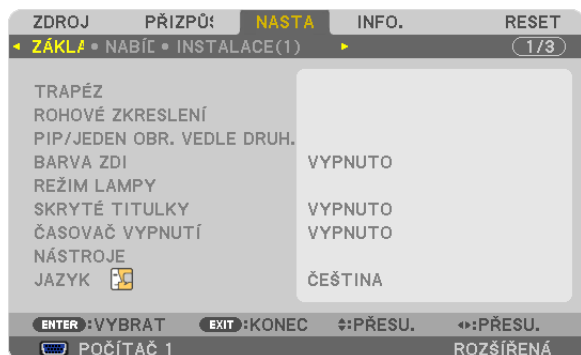 ZDROJ PŘIZPŮS NASTA INFO. RESET
ZÁKLA NABÍD INSTALACE(1) 1/3
TRAPÉZ
ROHOVÉ ZKRESLENÍ
PIP/JEDEN OBR. VEDLE DRUH.
BARVA ZDI VYPNUTO
REŽIM LAMPY
SKRYTÉ TITULKY VYPNUTO
ČASOVAČ VYPNUTÍ VYPNUTO
NÁSTROJE
JAZYK ČEŠTINA
ENTER :VYBRAT EXIT :KONEC :PŘESU. :PŘESU.
POČÍTAČ 1 ROZŠÍŘENÁ